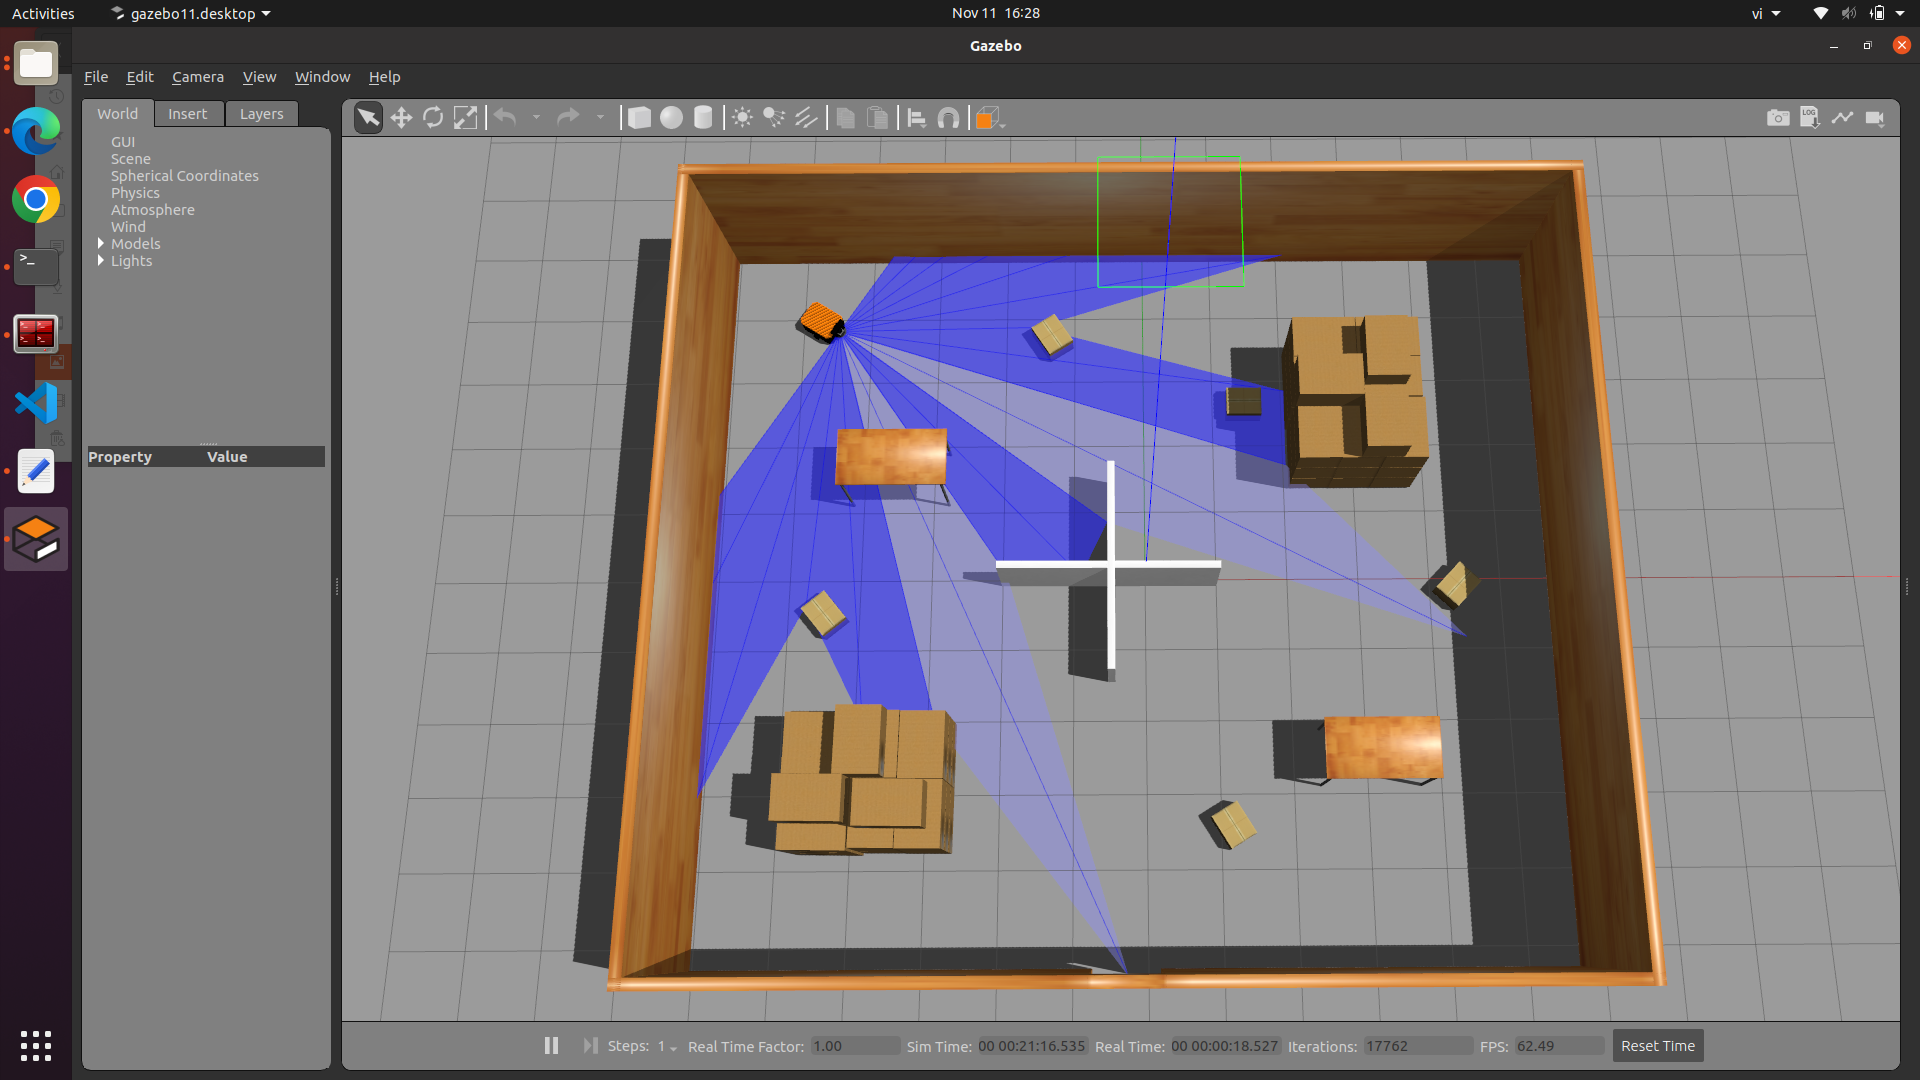 Activities gazebo11.desktop Nov 11 16:28 vi
Gazebo
File Edit Camera View Window Help
World Insert Layers
GUI
Scene
Spherical Coordinates
Physics
Atmosphere
Wind
Models
Lights
Property Value
LOG
Steps: 1 Real Time Factor: 1.00 Sim Time: 00 00:21:16.535 Real Time: 00 00:00:18.527 Iterations: 17762 FPS: 62.49 Reset Time